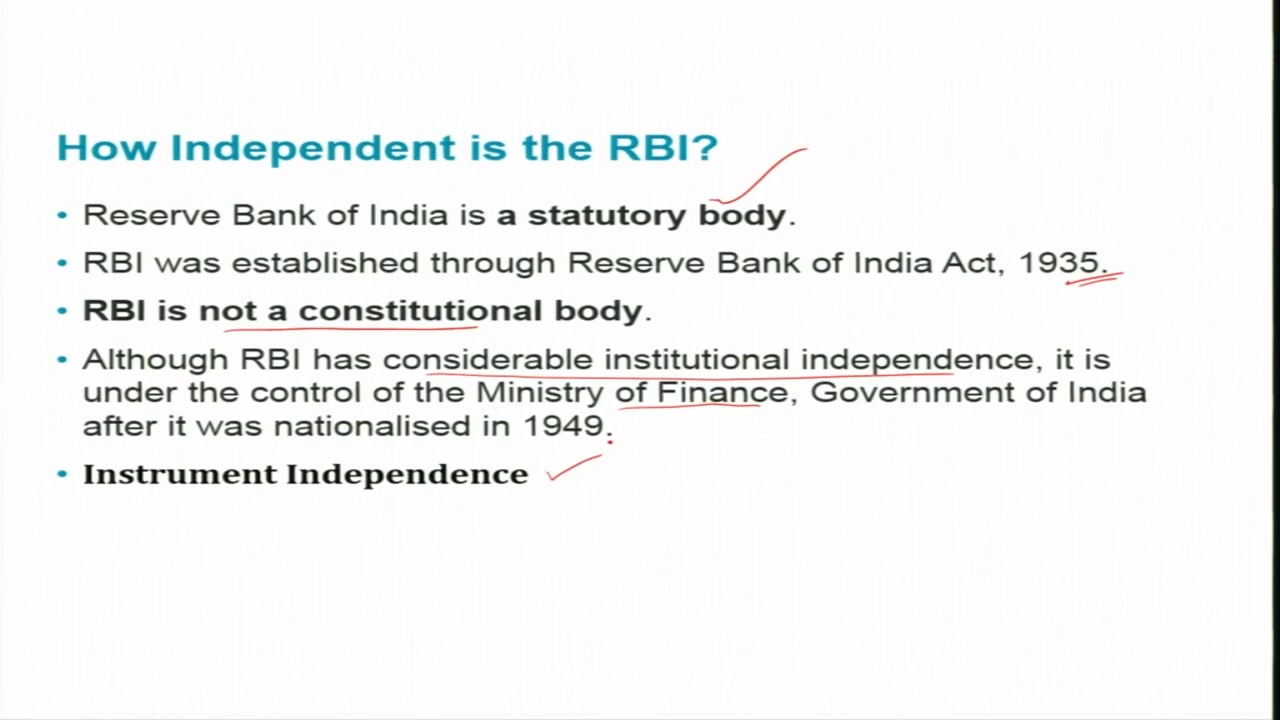 How Independent is the RBI?
• Reserve Bank of India is a statutory body.
• RBI was established through Reserve Bank of India Act, 1935.
• RBI is not a constitutional body.
• Although RBI has considerable institutional independence, it is
under the control of the Ministry of Finance, Government of India
after it was nationalised in 1949.
• Instrument Independence